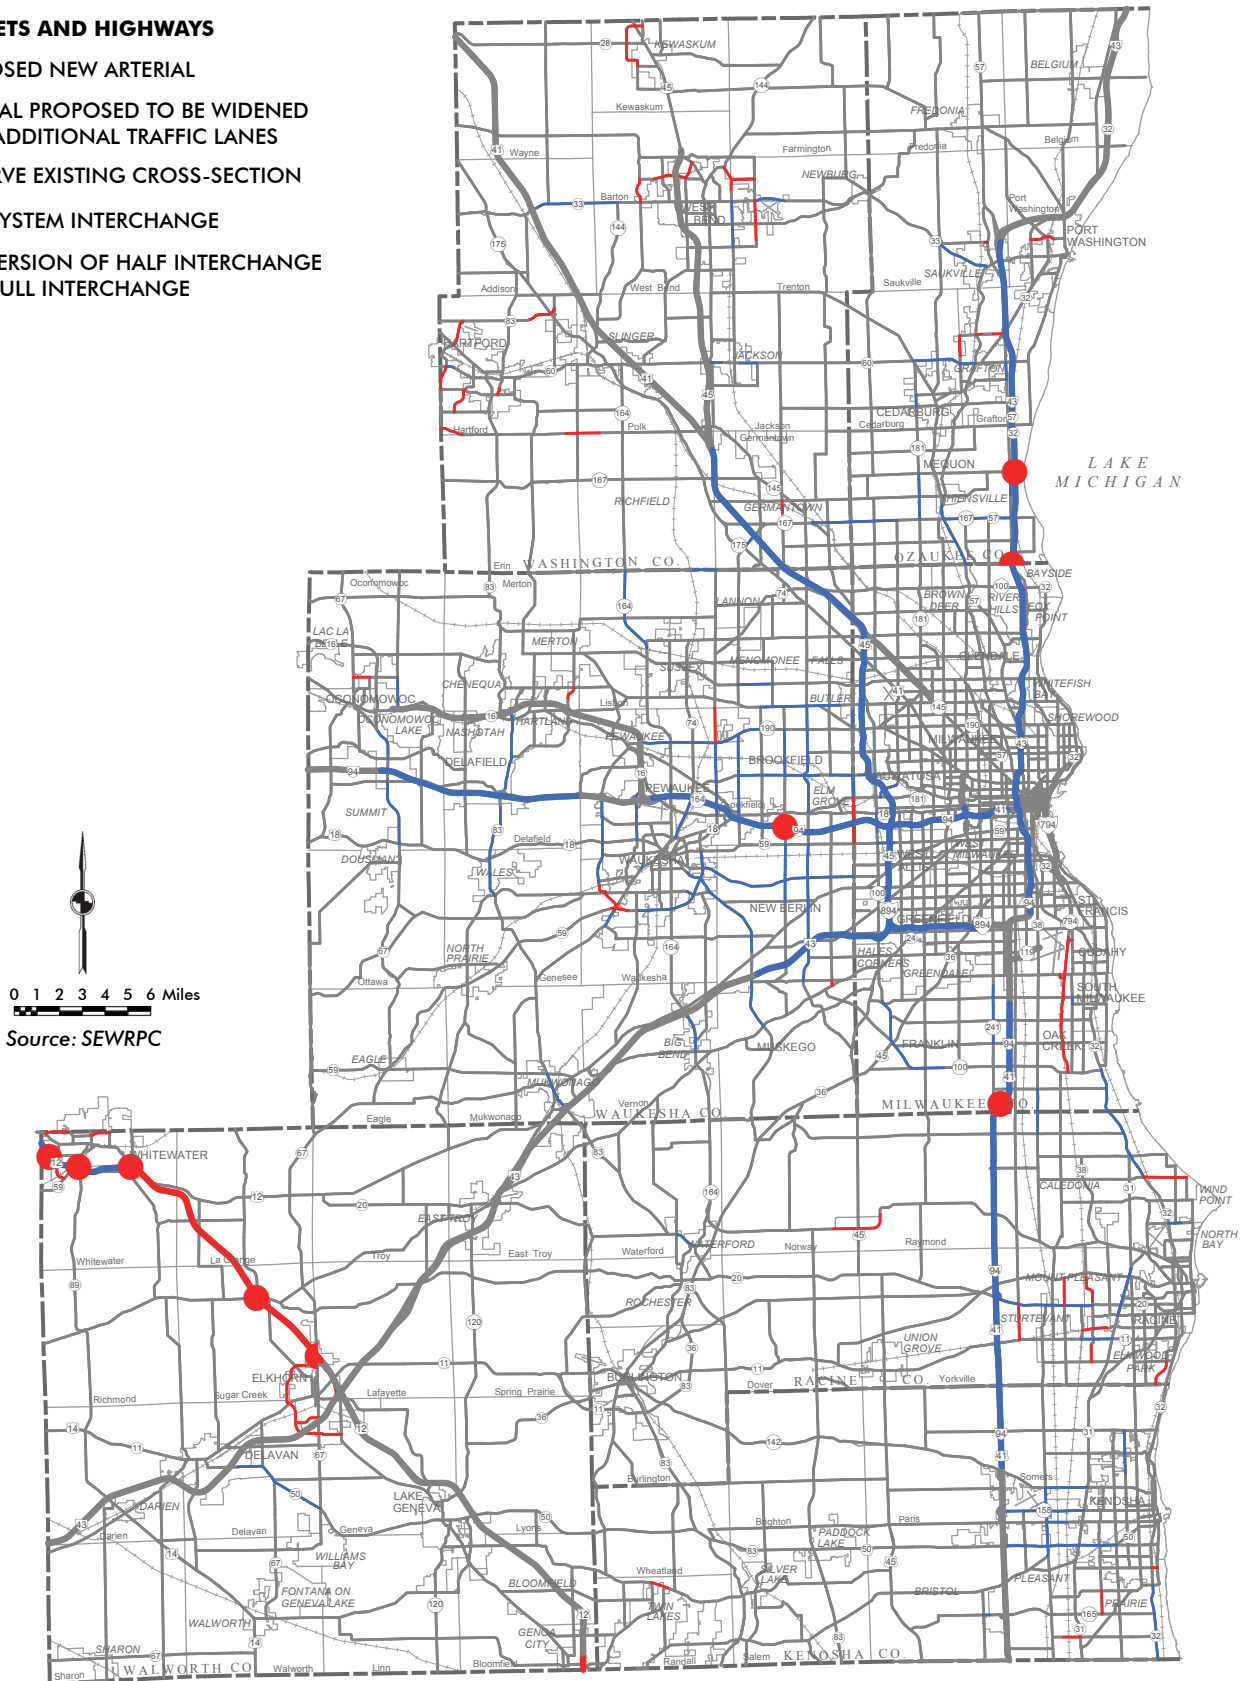 ETS AND HIGHWAYS
OSED NEW ARTERIAL
AL PROPOSED TO BE WIDENED
ADDITIONAL TRAFFIC LANES
RVE EXISTING CROSS-SECTION
YSTEM INTERCHANGE
ERSION OF HALF INTERCHANGE
ULL INTERCHANGE
KEWASKUM
BELGIUM
Kewaskum
FREDONIA
Wayne
Farmington
Fredonia
Belgium
NEWBURG
Barton
WEST
BEND
Port
Washington
PORT
WASHINGTON
SAUKVILLE
Addison
West Bend
Trenton
Saukville
HARTFORD
SLINGER
JACKSON
GRAFTON
CEDARBURG
Hartford
Polk
Jackson
Germantown
Cedarburg
Grafton
MEQUON
LAKE
MICHIGAN
RICHFIELD
GERMANTOWN
THIENSVILLE
Erin
WASHINGTON CO.
OZAUKEE CO.
Oconomowoc
Merton
BAYSIDE
LANNON
BROWN
DEER
RIVER
HILLS
FOX
POINT
LAC LA
BELLE
MERTON
SUSSEX
MENOMONEE FALLS
GLENDALE
CHENEQUA
BUTLER
WHITEFISH
BAY
OCONOMOWOC
Lisbon
OCONOMOWOC
LAKE
NASHOTAH
HARTLAND
SHOREWOOD
PEWAUKEE
MILWAUKEE
DELAFIELD
BROOKFIELD
WAUWATOSA
PEWAUKEE
ELM
GROVE
Brookfield
SUMMIT
Delafield
WEST
MILWAUKEE
DOUSMAN
WALES
WAUKESHA
WEST
ALLIS
NEW BERLIN
GREENFIELD
ST.
FRANCIS
NORTH
PRAIRIE
HALES
CORNERS
GREENDALE
CUDAHY
Ottawa
Genesee
Waukesha
SOUTH
MILWAUKEE
0 1 2 3 4 5 6 Miles
Source: SEWRPC
EAGLE
BIG
BEND
MUSKEGO
FRANKLIN
OAK
CREEK
MUKWONAGO
Vernon
Eagle
Mukwonago
WAUKESHA CO.
MILWAUKEE CO.
WHITEWATER
CALEDONIA
WIND
POINT
EAST TROY
NORTH
BAY
Whitewater
La Grange
Troy
East Troy
Waterford
WATERFORD
Norway
Raymond
MOUNT PLEASANT
ROCHESTER
STURTEVANT
RACINE
UNION
GROVE
ELMWOOD
PARK
ELKHORN
BURLINGTON
Dover
RACINE CO.
Yorkville
Richmond
Sugar Creek
Lafayette
Spring Prairie
DELAVAN
Burlington
Somers
LAKE
GENEVA
KENOSHA
DARIEN
Darien
Delavan
Geneva
Lyons
Brighton
PADDOCK
LAKE
Paris
WILLIAMS
BAY
FONTANA ON
GENEVA LAKE
BLOOMFIELD
Wheatland
SILVER
LAKE
BRISTOL
PLEASANT
PRAIRIE
TWIN
LAKES
WALWORTH
GENOA
CITY
SHARON
Sharon
WALWORTH CO.
Walworth
Linn
Bloomfield
Randall
Salem
KENOSHA CO.